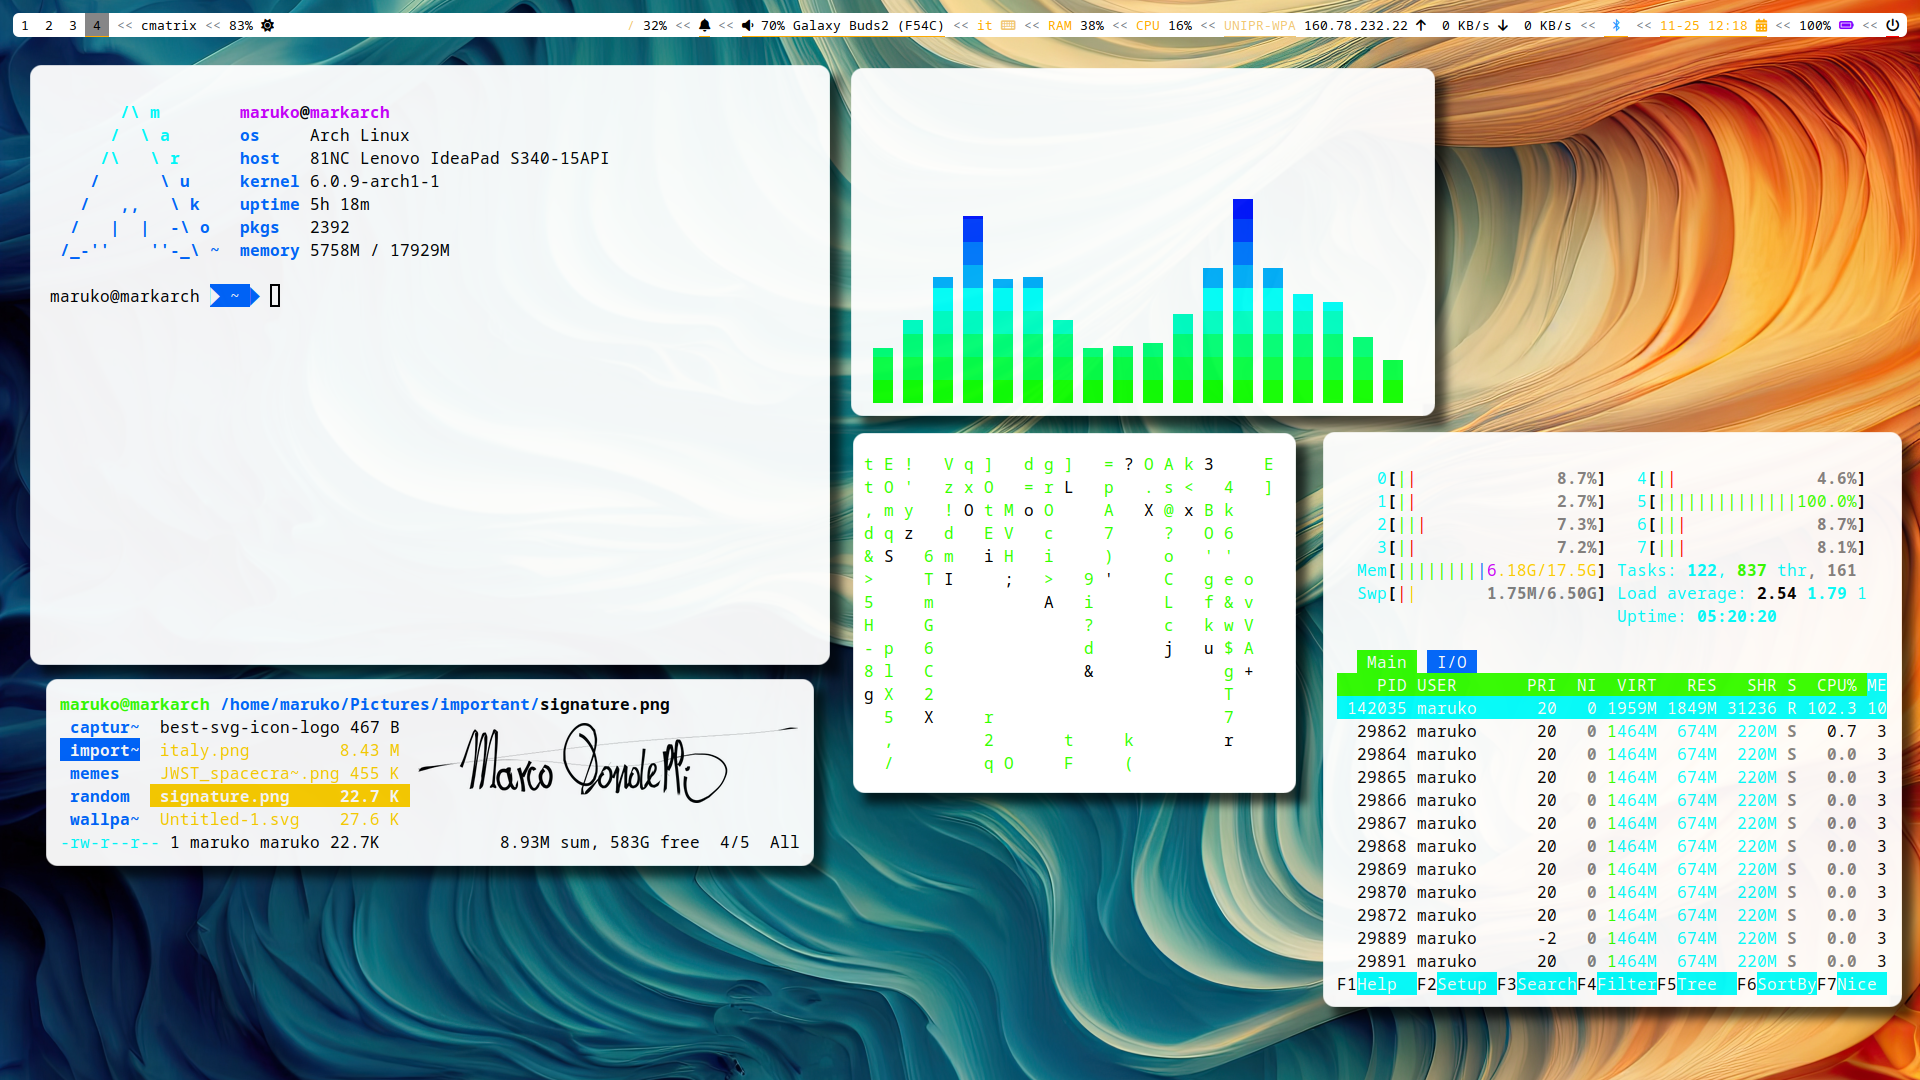 1 2 3 4 << cmatrix << 83%
/ 32% << << 70% Galaxy Buds2 (F54C) << it << RAM 38% << CPU 16% << UNIPR-WPA 160.78.232.22 0 KB/s 0 KB/s << << 11-25 12:18 << 100% <<
/\ m maruko@markarch
/ \ a os Arch Linux
/\ \ r host 81NC Lenovo IdeaPad S340-15API
/ \ u kernel 6.0.9-arch1-1
/ ,, \ k uptime 5h 18m
/ | | -\ o pkgs 2392
/_-'' ''-_\ ~ memory 5758M / 17929M
maruko@markarch ~
maruko@markarch /home/maruko/Pictures/important/signature.png
captur~ best-svg-icon-logo 467 B
import~ italy.png 8.43 M
memes JWST_spacecra~.png 455 K
random signature.png 22.7 K
wallpa~ Untitled-1.svg 27.6 K
-rw-r--r-- 1 maruko maruko 22.7K 8.93M sum, 583G free 4/5 All
t E ! V q ] d g ] = ? O A k 3 E
t O ' z x O = r L p . s < 4 ]
, m y ! O t M o O A X @ x B k
d q z d E V c 7 ? O 6
& S 6 m i H i ) o ' '
> T I ; > 9 ' C g e o
5 m A i L f & v
H G ? c k w V
- p 6 d j u $ A
8 l C & g +
g X 2 T
5 X r 7
, 2 t k r
/ q O F (
0[|| 8.7%] 4[|| 4.6%]
1[|| 2.7%] 5[||||||||||||||100.0%]
2[||| 7.3%] 6[||| 8.7%]
3[|| 7.2%] 7[||| 8.1%]
Mem[|||||||||6.18G/17.5G] Tasks: 122, 837 thr, 161
Swp[|| 1.75M/6.50G] Load average: 2.54 1.79 1
Uptime: 05:20:20
Main I/O
PID USER PRI NI VIRT RES SHR S CPU% ME
142035 maruko 20 0 1959M 1849M 31236 R 102.3 10
29862 maruko 20 0 1464M 674M 220M S 0.7 3
29864 maruko 20 0 1464M 674M 220M S 0.0 3
29865 maruko 20 0 1464M 674M 220M S 0.0 3
29866 maruko 20 0 1464M 674M 220M S 0.0 3
29867 maruko 20 0 1464M 674M 220M S 0.0 3
29868 maruko 20 0 1464M 674M 220M S 0.0 3
29869 maruko 20 0 1464M 674M 220M S 0.0 3
29870 maruko 20 0 1464M 674M 220M S 0.0 3
29872 maruko 20 0 1464M 674M 220M S 0.0 3
29889 maruko -2 0 1464M 674M 220M S 0.0 3
29891 maruko 20 0 1464M 674M 220M S 0.0 3
F1Help F2Setup F3SearchF4FilterF5Tree F6SortByF7Nice